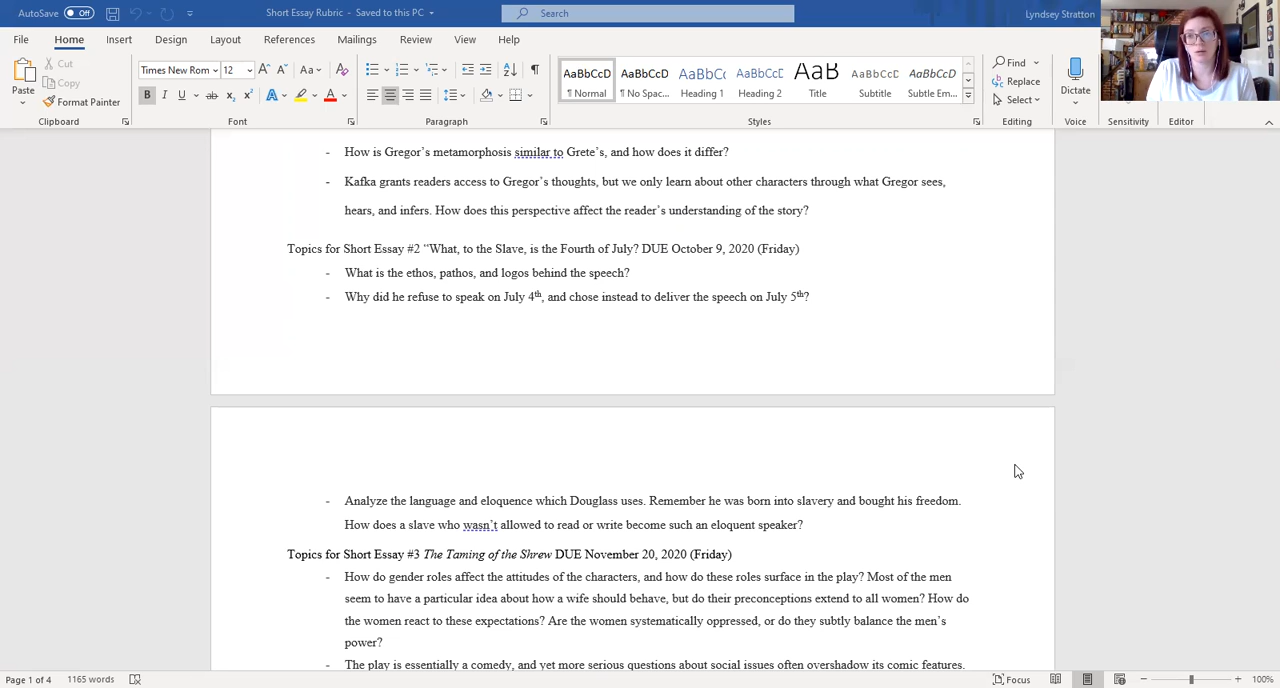 AutoSave Off Short Essay Rubric - Saved to this PC Search Lyndsey Stratton
File Home Insert Design Layout References Mailings Review View Help
Paste Cut Copy Format Painter
Times New Rom 12 Aa
B I U ab x2 x2 A A
AaBbCcD AaBbCcD AaBbCc AaBbCcD AaB AaBbCcD AaBbCcD
¶ Normal ¶ No Spac... Heading 1 Heading 2 Title Subtitle Subtle Em...
Find Replace Select Dictate
Clipboard Font Paragraph Styles Editing Voice Sensitivity Editor
- How is Gregor’s metamorphosis similar to Grete’s, and how does it differ?
- Kafka grants readers access to Gregor’s thoughts, but we only learn about other characters through what Gregor sees,
hears, and infers. How does this perspective affect the reader’s understanding of the story?
Topics for Short Essay #2 “What, to the Slave, is the Fourth of July? DUE October 9, 2020 (Friday)
- What is the ethos, pathos, and logos behind the speech?
- Why did he refuse to speak on July 4th, and chose instead to deliver the speech on July 5th?
- Analyze the language and eloquence which Douglass uses. Remember he was born into slavery and bought his freedom.
How does a slave who wasn’t allowed to read or write become such an eloquent speaker?
Topics for Short Essay #3 The Taming of the Shrew DUE November 20, 2020 (Friday)
- How do gender roles affect the attitudes of the characters, and how do these roles surface in the play? Most of the men
seem to have a particular idea about how a wife should behave, but do their preconceptions extend to all women? How do
the women react to these expectations? Are the women systematically oppressed, or do they subtly balance the men’s
power?
- The play is essentially a comedy, and yet more serious questions about social issues often overshadow its comic features.
Page 1 of 4 1165 words Focus 100%